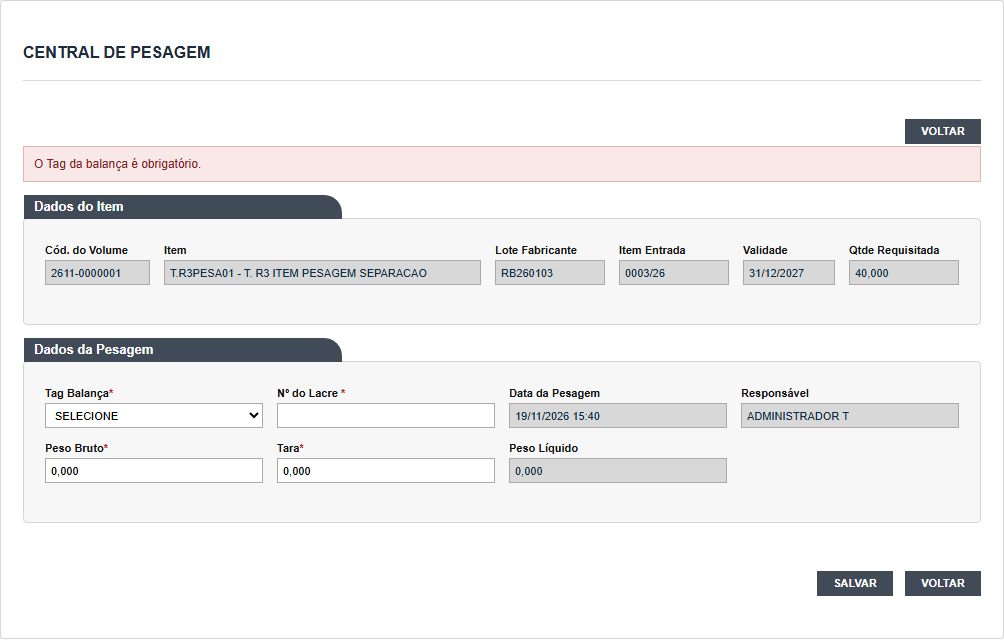 CENTRAL DE PESAGEM
VOLTAR
O Tag da balança é obrigatório.
Dados do Item
Cód. do Volume Item Lote Fabricante Item Entrada Validade Qtde Requisitada
2611-0000001 T.R3PESA01 - T. R3 ITEM PESAGEM SEPARACAO RB260103 0003/26 31/12/2027 40,000
Dados da Pesagem
Tag Balança* Nº do Lacre * Data da Pesagem Responsável
SELECIONE 19/11/2026 15:40 ADMINISTRADOR T
Peso Bruto* Tara* Peso Líquido
0,000 0,000 0,000
SALVAR VOLTAR